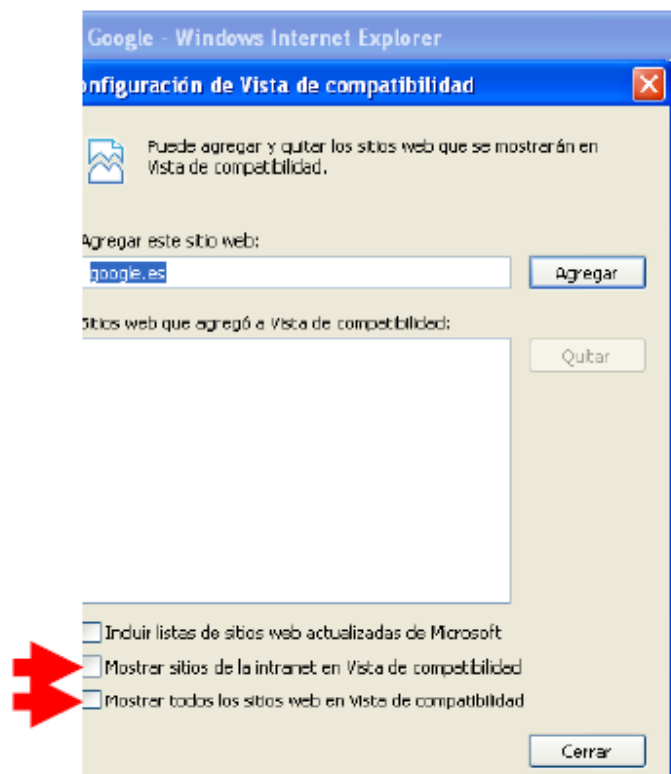 Google - Windows Internet Explorer
onfiguración de Vista de compatibilidad
Puede agregar y quitar los sitios web que se mostrarán en
Vista de compatibilidad.
Agregar este sitio web:
google.es
Agregar
Sitios web que agregó a Vista de compatibilidad:
Quitar
Incluir listas de sitios web actualizadas de Microsoft
Mostrar sitios de la intranet en Vista de compatibilidad
Mostrar todos los sitios web en Vista de compatibilidad
Cerrar